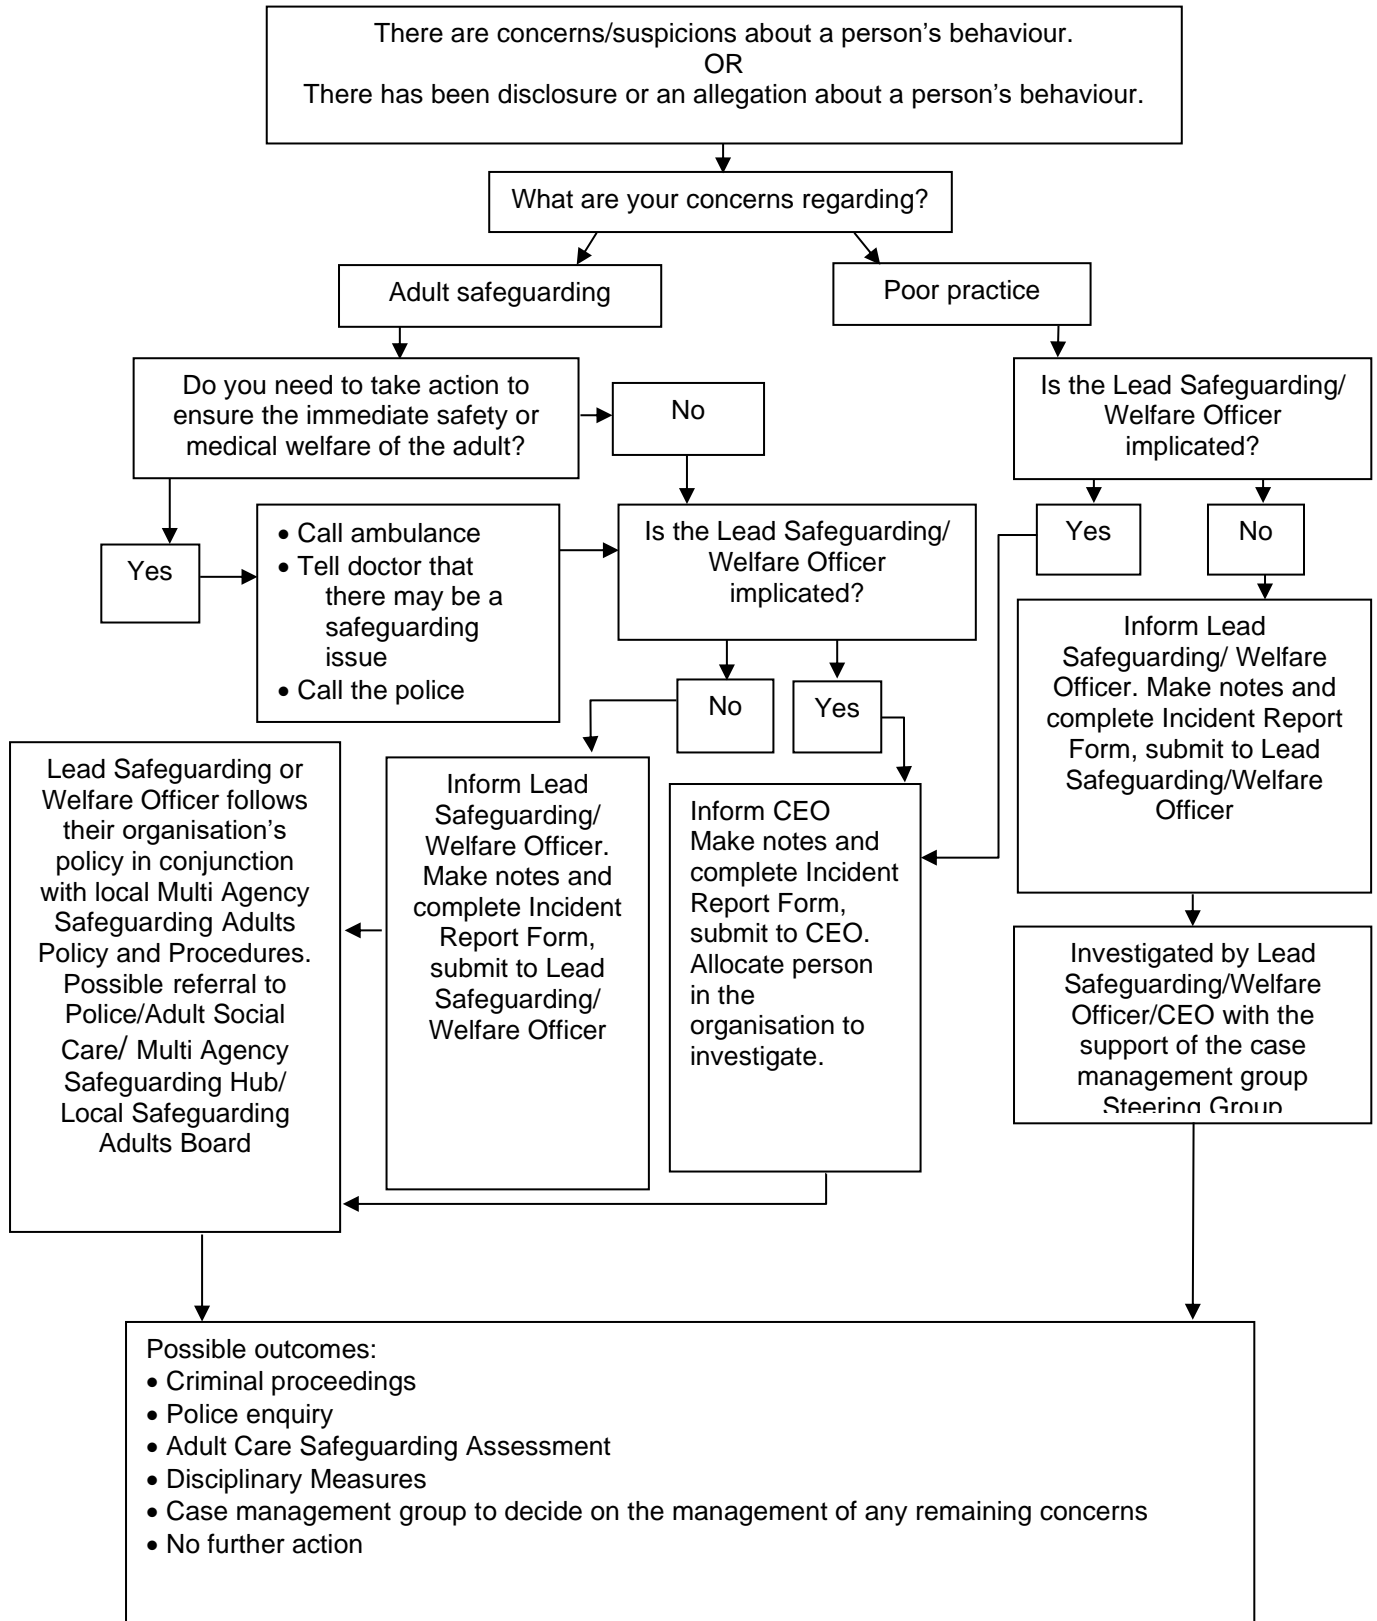 There are concerns/suspicions about a person’s behaviour.
OR
There has been disclosure or an allegation about a person’s behaviour.
What are your concerns regarding?
Adult safeguarding
Poor practice
Do you need to take action to
ensure the immediate safety or
medical welfare of the adult?
No
Is the Lead Safeguarding/
Welfare Officer
implicated?
Yes
• Call ambulance
• Tell doctor that
there may be a
safeguarding
issue
• Call the police
Is the Lead Safeguarding/
Welfare Officer
implicated?
Yes
No
No
Yes
Inform Lead
Safeguarding/ Welfare
Officer. Make notes and
complete Incident Report
Form, submit to Lead
Safeguarding/Welfare
Officer
Lead Safeguarding or
Welfare Officer follows
their organisation’s
policy in conjunction
with local Multi Agency
Safeguarding Adults
Policy and Procedures.
Possible referral to
Police/Adult Social
Care/ Multi Agency
Safeguarding Hub/
Local Safeguarding
Adults Board
Inform Lead
Safeguarding/
Welfare Officer.
Make notes and
complete Incident
Report Form,
submit to Lead
Safeguarding/
Welfare Officer
Inform CEO
Make notes and
complete Incident
Report Form,
submit to CEO.
Allocate person
in the
organisation to
investigate.
Investigated by Lead
Safeguarding/Welfare
Officer/CEO with the
support of the case
management group
Steering Group
Possible outcomes:
• Criminal proceedings
• Police enquiry
• Adult Care Safeguarding Assessment
• Disciplinary Measures
• Case management group to decide on the management of any remaining concerns
• No further action